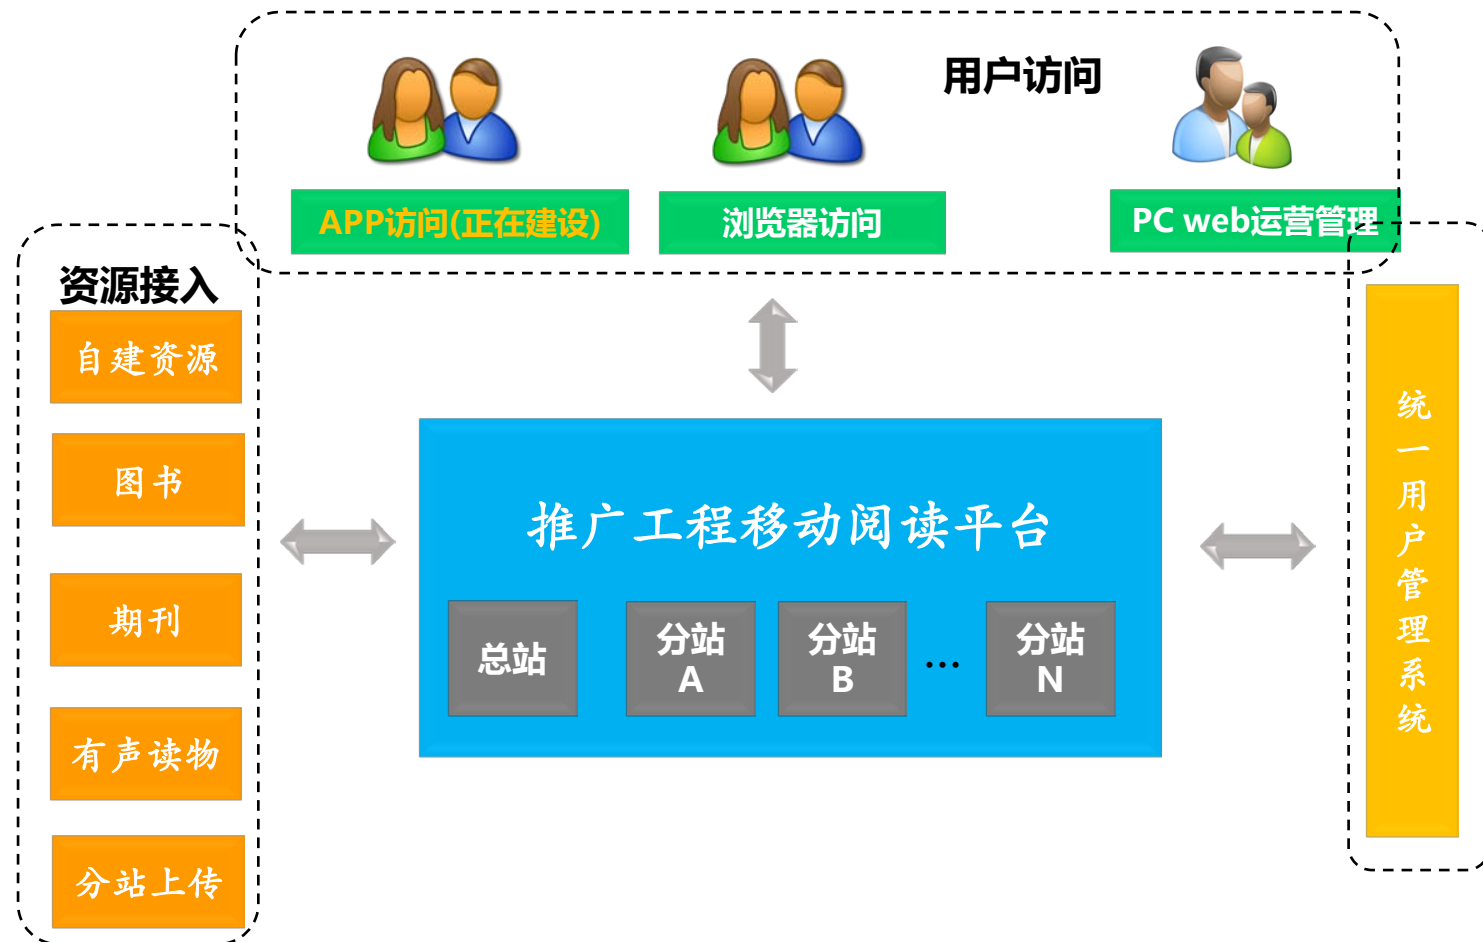 用户访问
APP访问(正在建设)
浏览器访问
PC web运营管理
资源接入
自建资源
图书
期刊
有声读物
分站上传
推广工程移动阅读平台
总站
分站
A
分站
B
...
分站
N
统
一
用
户
管
理
系
统